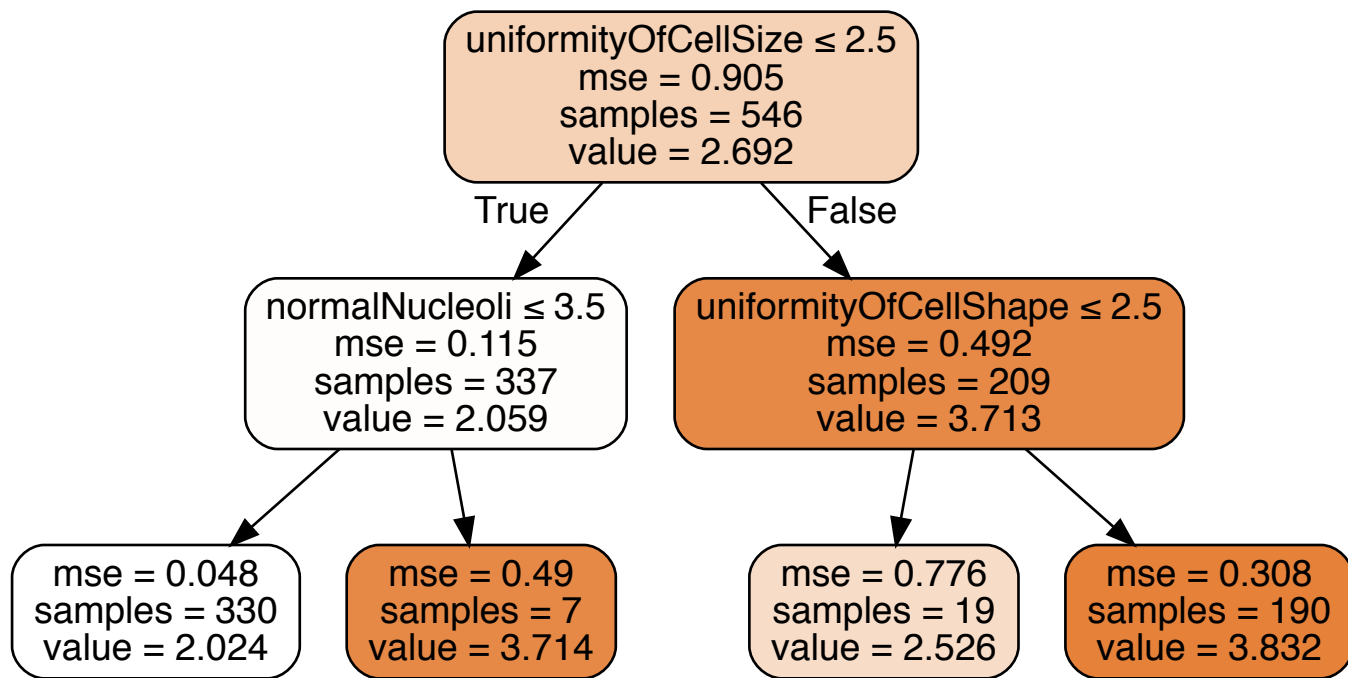 uniformityOfCellSize ≤ 2.5
mse = 0.905
samples = 546
value = 2.692
True
False
normalNucleoli ≤ 3.5
mse = 0.115
samples = 337
value = 2.059
uniformityOfCellShape ≤ 2.5
mse = 0.492
samples = 209
value = 3.713
mse = 0.048
samples = 330
value = 2.024
mse = 0.49
samples = 7
value = 3.714
mse = 0.776
samples = 19
value = 2.526
mse = 0.308
samples = 190
value = 3.832